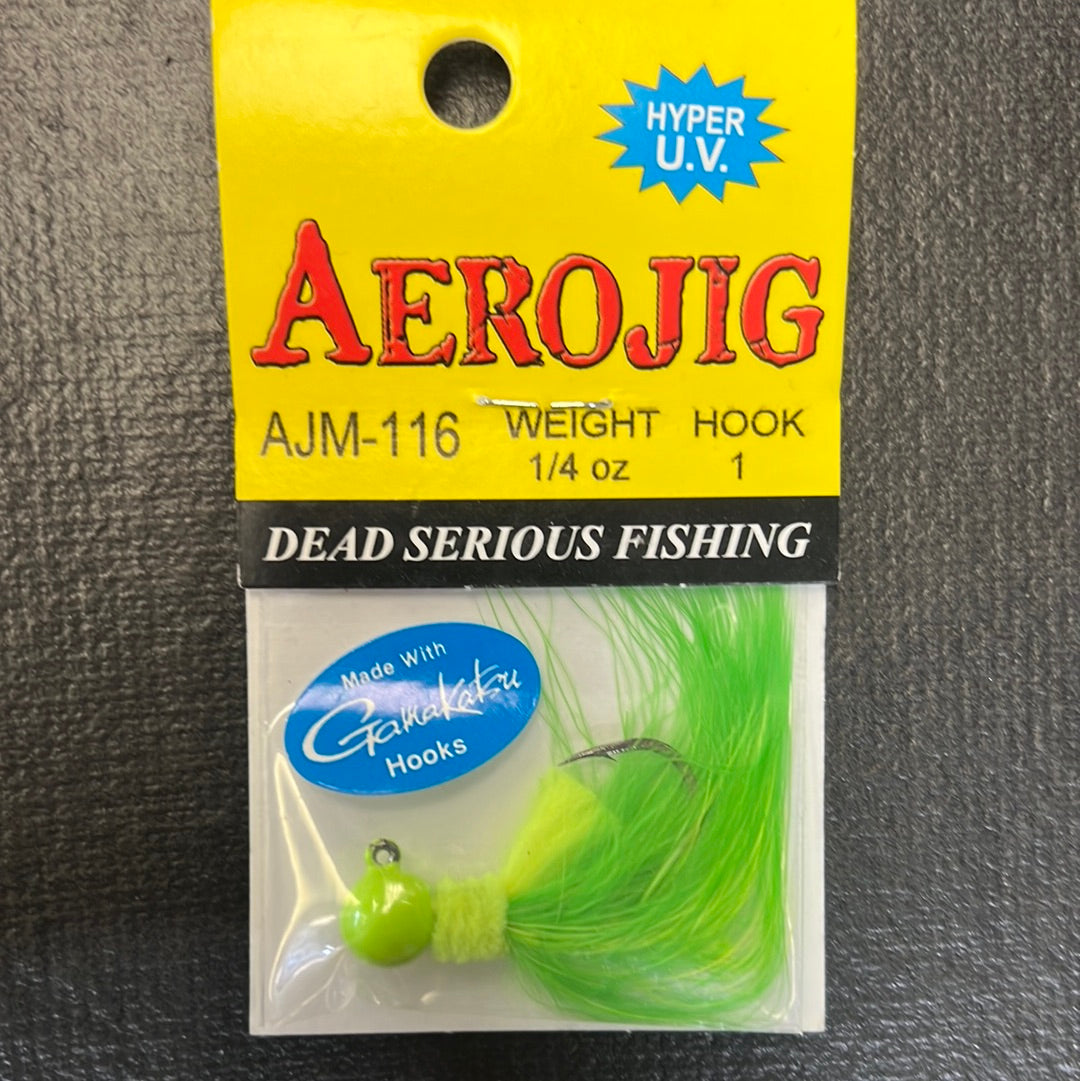 HYPER
U.V.
AEROJIG
AJM-116 WEIGHT HOOK
1/4 oz 1
DEAD SERIOUS FISHING
Made With
Gamakatsu
Hooks